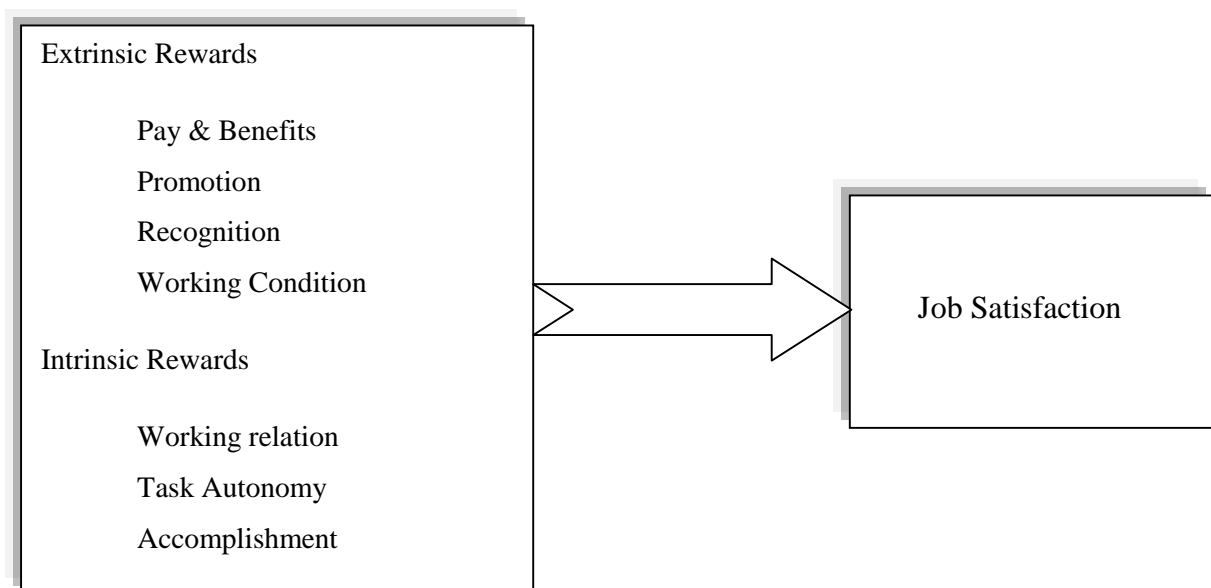 Extrinsic Rewards
Pay & Benefits
Promotion
Recognition
Working Condition
Intrinsic Rewards
Working relation
Task Autonomy
Accomplishment
Job Satisfaction